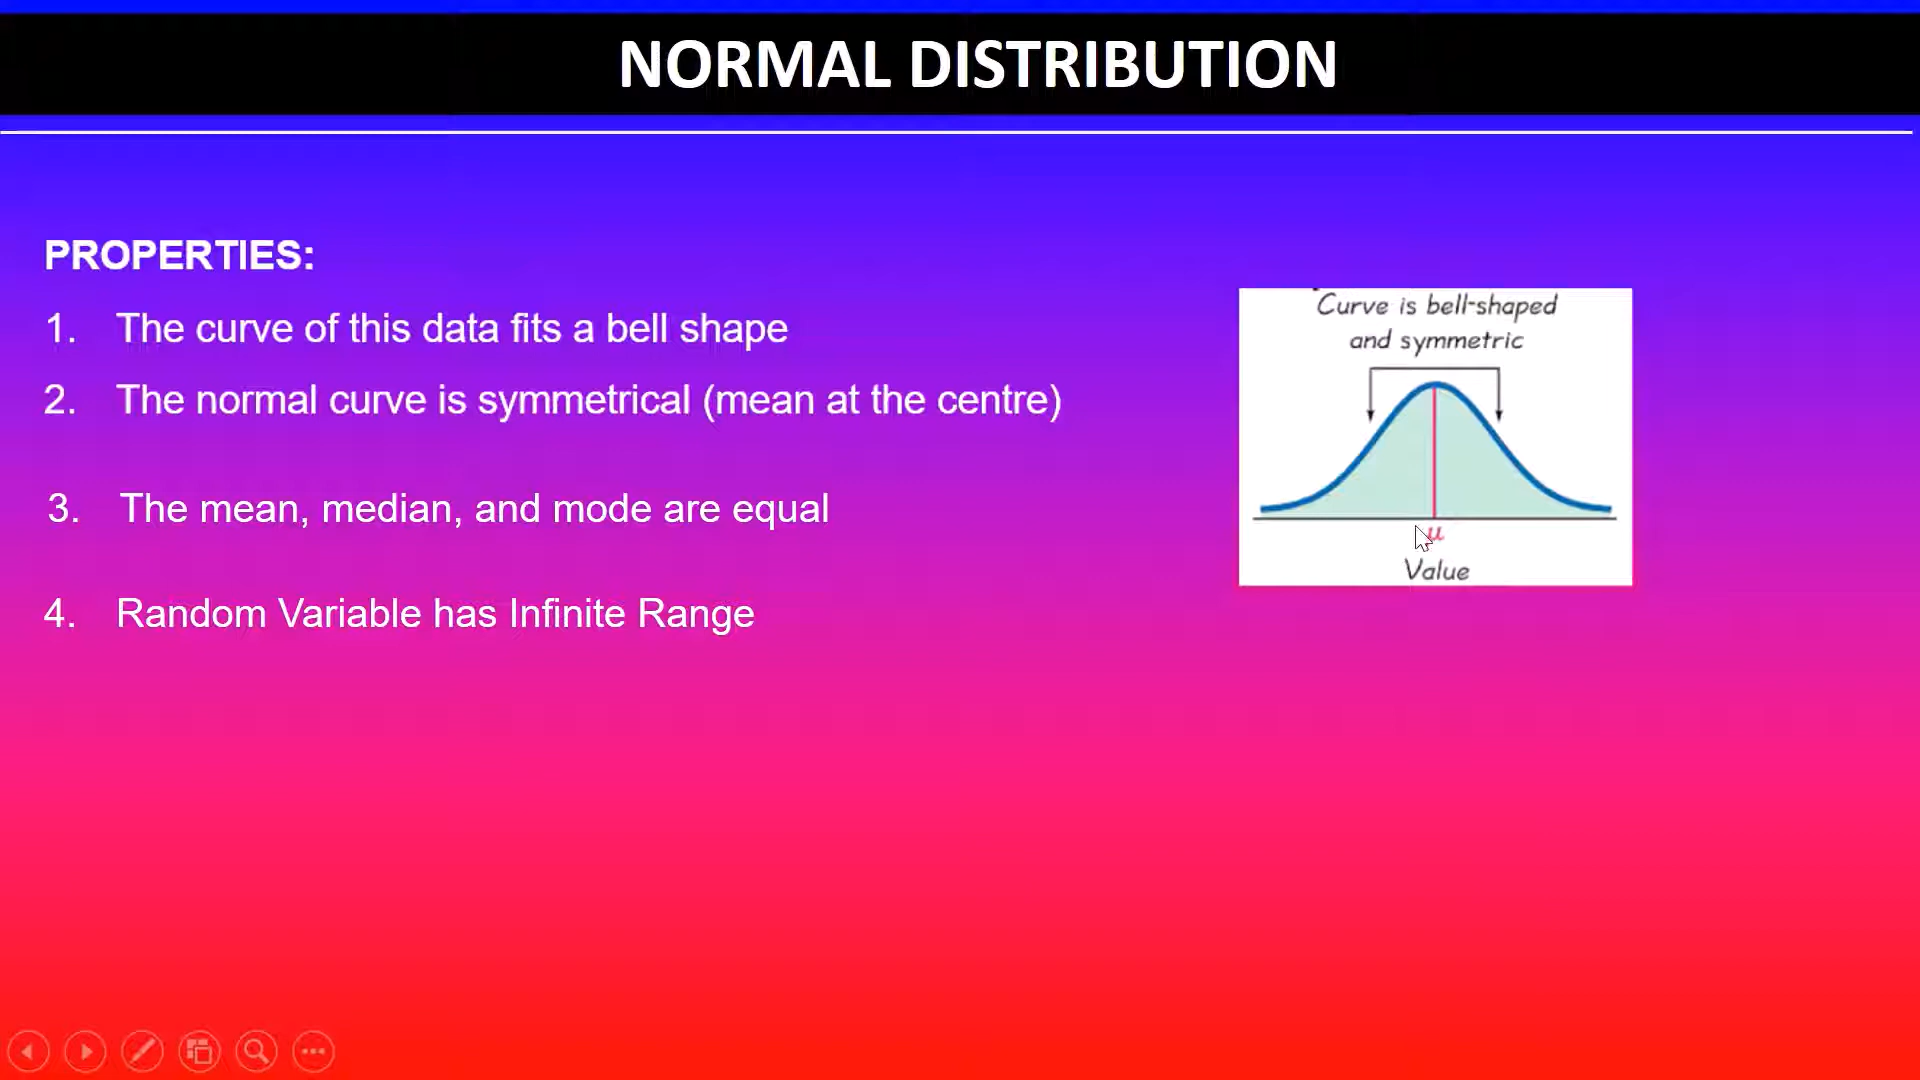 NORMAL DISTRIBUTION
PROPERTIES:
1. The curve of this data fits a bell shape
2. The normal curve is symmetrical (mean at the centre)
3. The mean, median, and mode are equal
4. Random Variable has Infinite Range
Curve is bell-shaped
and symmetric
μ
Value